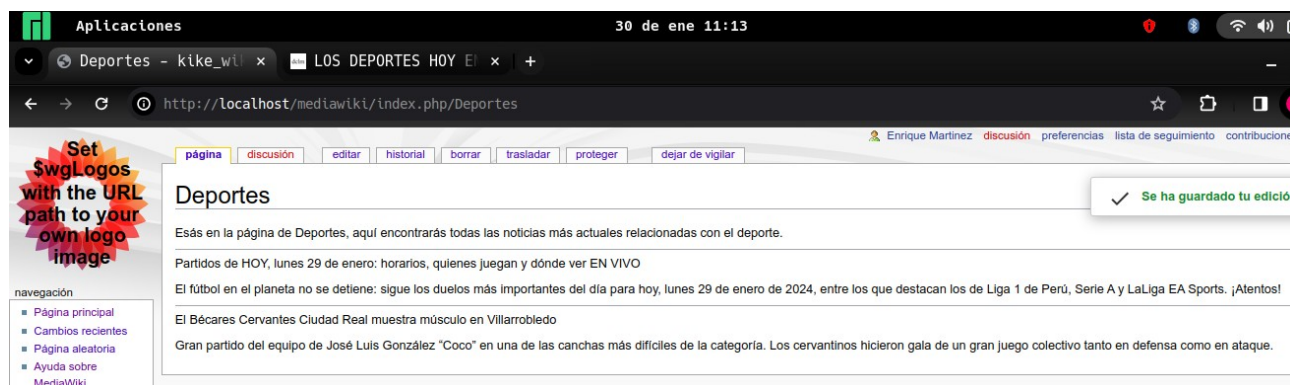 Aplicaciones
30 de ene 11:13
Deportes - kike_wi
LOS DEPORTES HOY E
http://localhost/mediawiki/index.php/Deportes
Enrique Martinez discusión preferencias lista de seguimiento contribucione
Set
$wgLogos
with the URL
path to your
own logo
image
página discusión editar historial borrar trasladar proteger dejar de vigilar
Deportes
Se ha guardado tu edició
Esás en la página de Deportes, aquí encontrarás todas las noticias más actuales relacionadas con el deporte.
Partidos de HOY, lunes 29 de enero: horarios, quienes juegan y dónde ver EN VIVO
El fútbol en el planeta no se detiene: sigue los duelos más importantes del día para hoy, lunes 29 de enero de 2024, entre los que destacan los de Liga 1 de Perú, Serie A y LaLiga EA Sports. ¡Atentos!
El Bécares Cervantes Ciudad Real muestra músculo en Villarrobledo
Gran partido del equipo de José Luis González "Coco" en una de las canchas más difíciles de la categoría. Los cervantinos hicieron gala de un gran juego colectivo tanto en defensa como en ataque.
navegación
Página principal
Cambios recientes
Página aleatoria
Ayuda sobre
MediaWiki